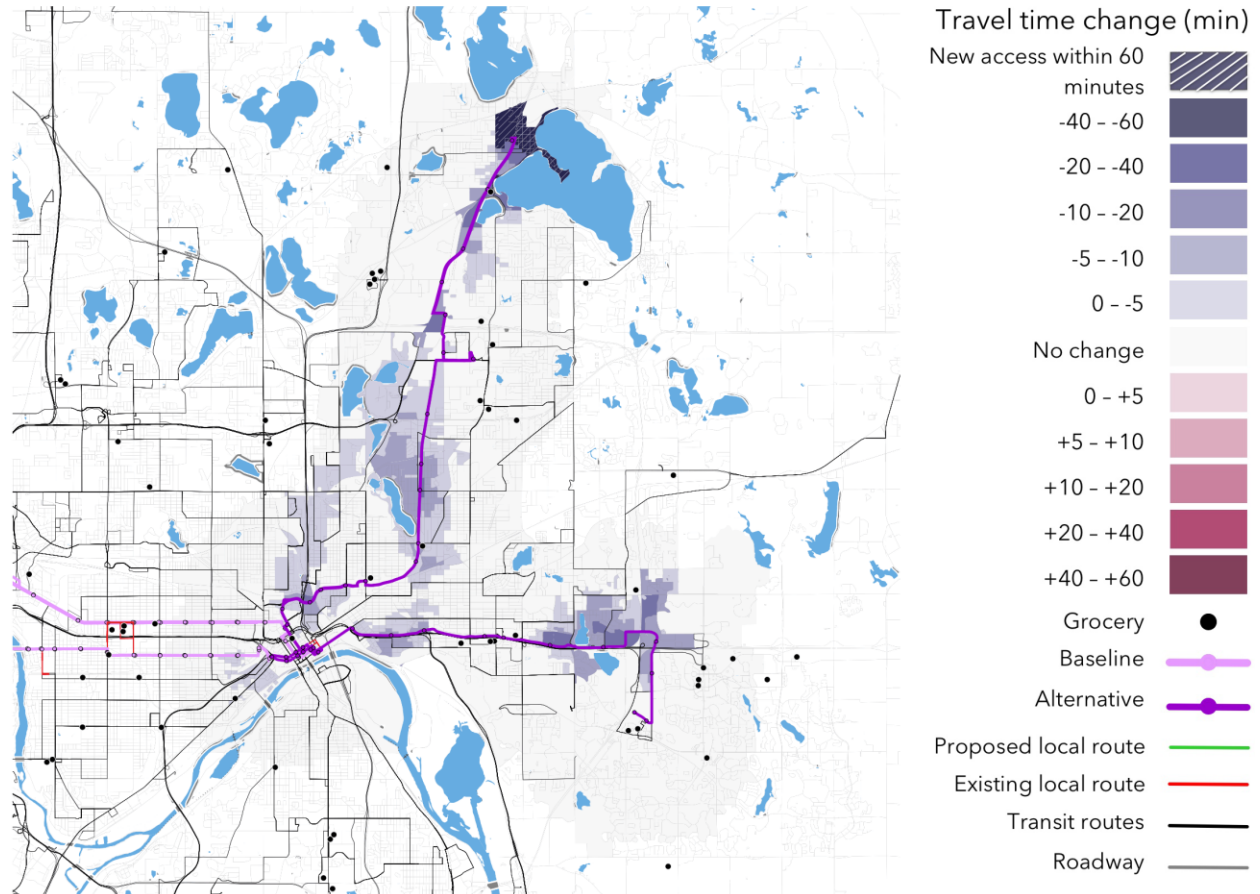 Travel time change (min)
New access within 60
minutes
-40 – -60
-20 – -40
-10 – -20
-5 – -10
0 – -5
No change
0 – +5
+5 – +10
+10 – +20
+20 – +40
+40 – +60
Grocery
Baseline
Alternative
Proposed local route
Existing local route
Transit routes
Roadway